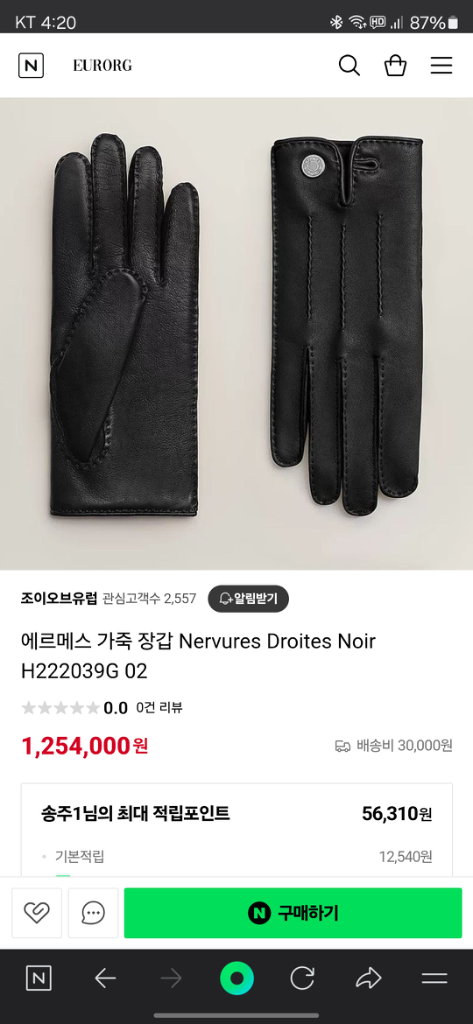 KT 4:20
HD 87%
N EURORG
조이오브유럽 관심고객수 2,557 알림받기
에르메스 가죽 장갑 Nervures Droites Noir
H222039G 02
0.0 0건 리뷰
1,254,000원 배송비 30,000원
송주1님의 최대 적립포인트 56,310원
기본적립 12,540원
N 구매하기
N